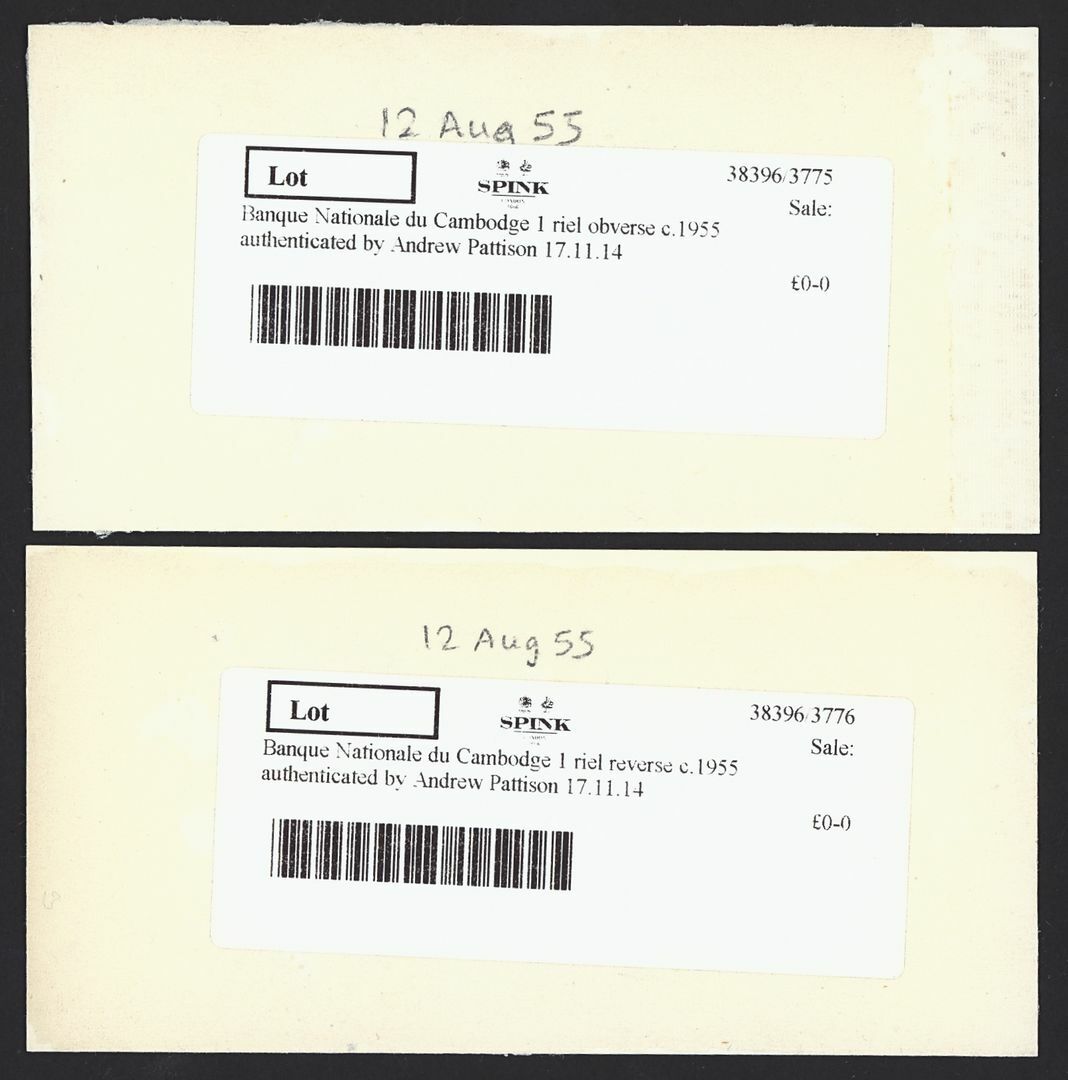 12 Aug 55
Lot
SPINK
LONDON
38396/3775
Sale:
Banque Nationale du Cambodge 1 riel obverse c.1955
authenticated by Andrew Pattison 17.11.14
£0-0
12 Aug 55
Lot
SPINK
LONDON
38396/3776
Sale:
Banque Nationale du Cambodge 1 riel reverse c.1955
authenticated by Andrew Pattison 17.11.14
£0-0